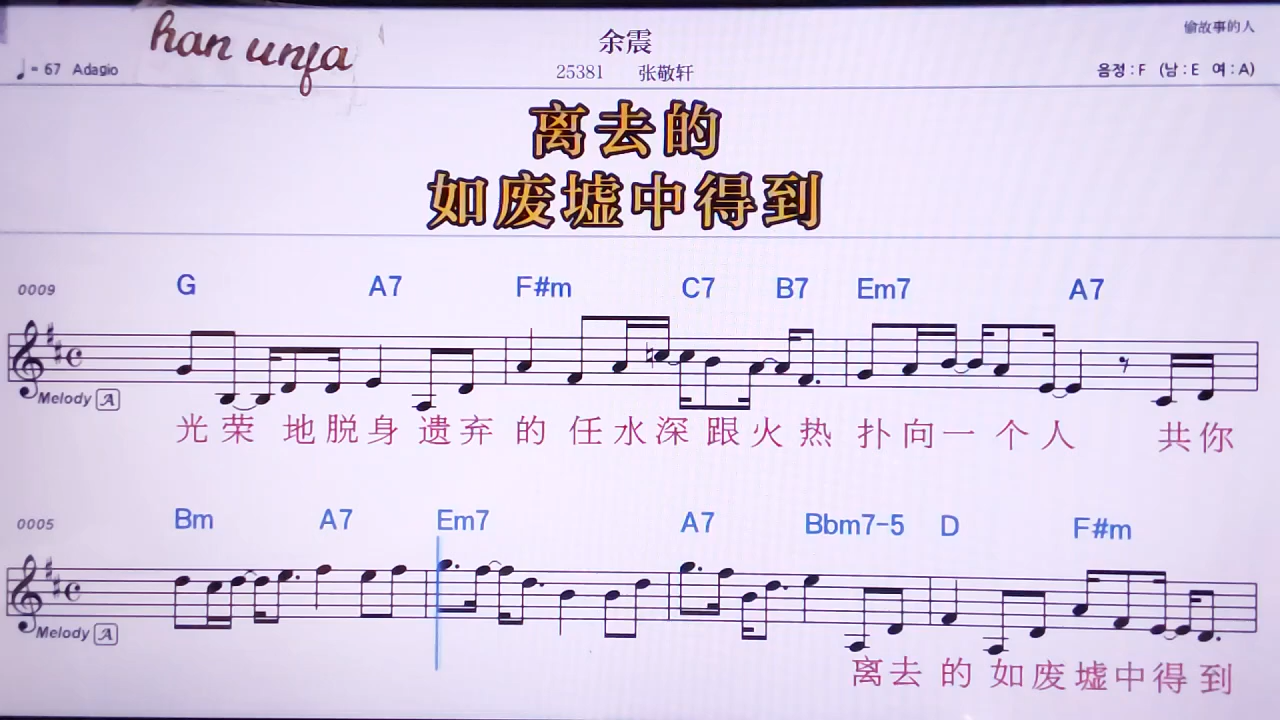 han unfa
余震
偷故事的人
♩= 67 Adagio
25381 张敬轩
음정 : F (남 : E 여 : A)
离去的
如废墟中得到
0009
G A7 F#m C7 B7 Em7 A7
Melody A
光荣 地脱身 遗弃 的 任水深 跟火热 扑向一 个人 共你
0005
Bm A7 Em7 A7 Bbm7-5 D F#m
Melody A
离去 的 如废墟中得到